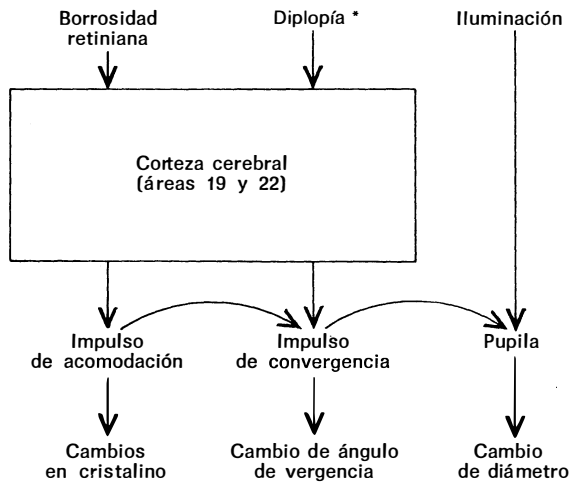 Borrosidad
retiniana
Diplopía *
Iluminación
Corteza cerebral
(áreas 19 y 22)
Impulso
de acomodación
Impulso
de convergencia
Pupila
Cambios
en cristalino
Cambio de ángulo
de vergencia
Cambio
de diámetro